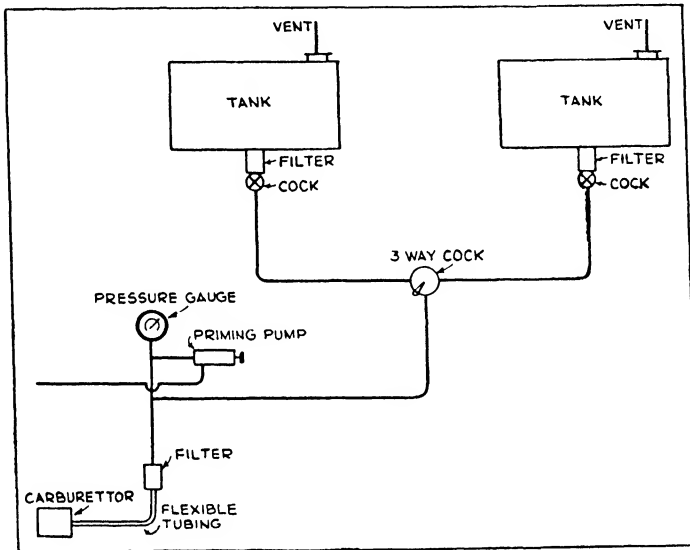 VENT
VENT
TANK
TANK
FILTER
COCK
FILTER
COCK
3 WAY COCK
PRESSURE GAUGE
PRIMING PUMP
FILTER
CARBURETTOR
FLEXIBLE
TUBING